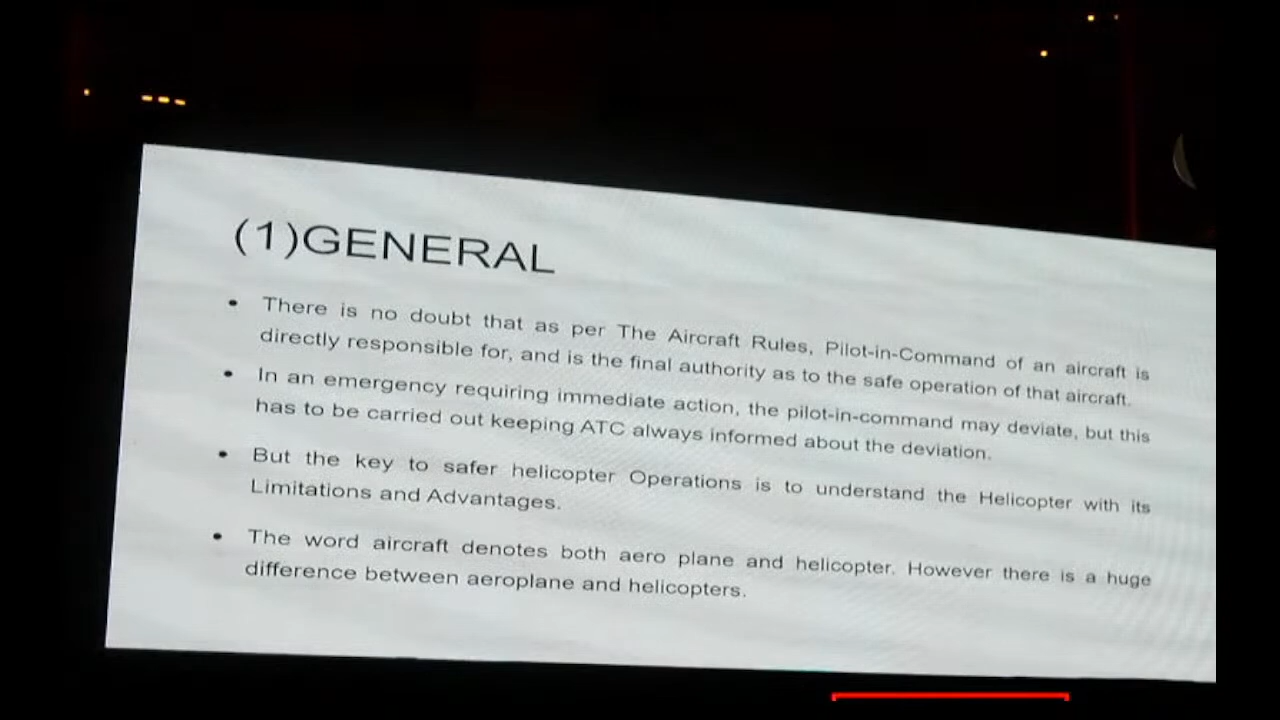 (1)GENERAL
• There is no doubt that as per The Aircraft Rules, Pilot-in-Command of an aircraft is
directly responsible for, and is the final authority as to the safe operation of that aircraft.
• In an emergency requiring immediate action, the pilot-in-command may deviate, but this
has to be carried out keeping ATC always informed about the deviation.
• But the key to safer helicopter Operations is to understand the Helicopter with its
Limitations and Advantages.
• The word aircraft denotes both aero plane and helicopter. However there is a huge
difference between aeroplane and helicopters.